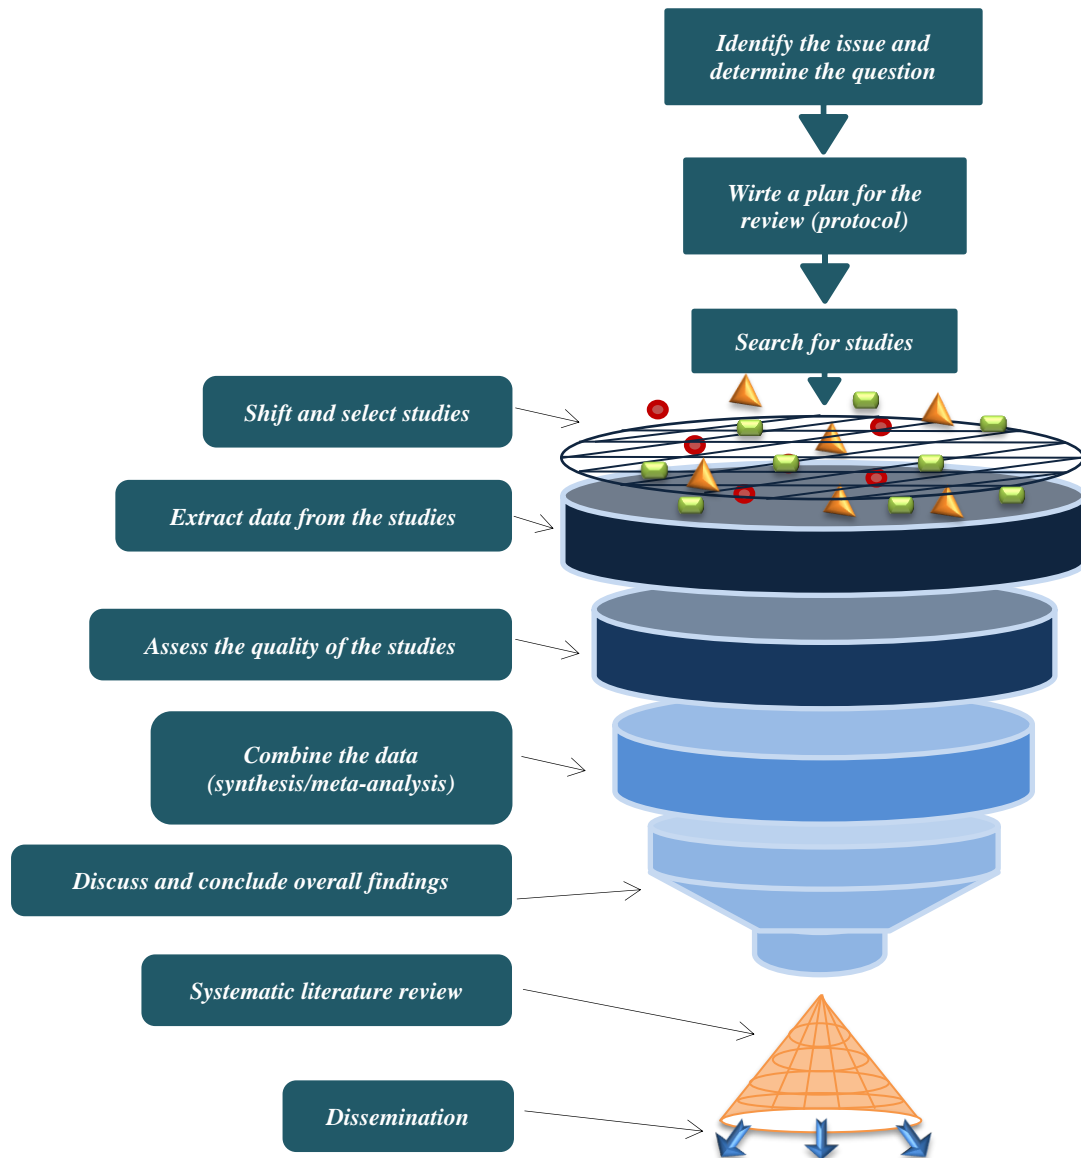 Identify the issue and
determine the question
Wirte a plan for the
review (protocol)
Search for studies
Shift and select studies
Extract data from the studies
Assess the quality of the studies
Combine the data
(synthesis/meta-analysis)
Discuss and conclude overall findings
Systematic literature review
Dissemination